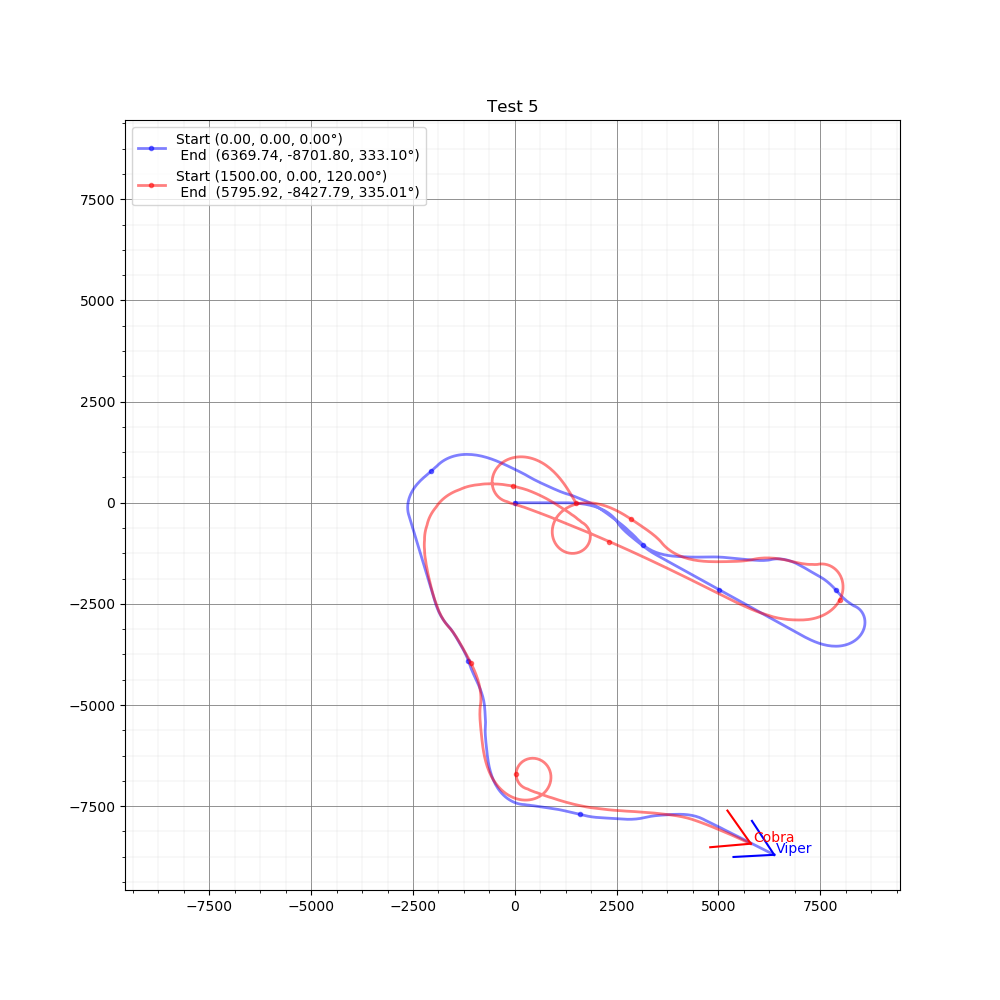 Test 5
Start (0.00, 0.00, 0.00°)
End (6369.74, -8701.80, 333.10°)
Start (1500.00, 0.00, 120.00°)
End (5795.92, -8427.79, 335.01°)
7500
5000
2500
0
−2500
−5000
−7500
Cobra
Viper
−7500 −5000 −2500 0 2500 5000 7500